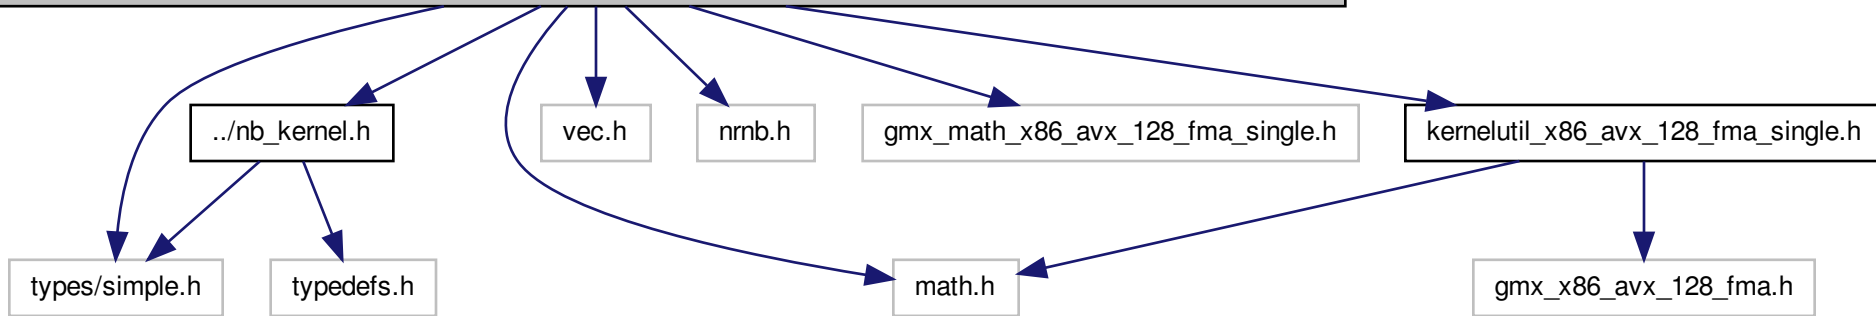 ../nb_kernel.h
vec.h
nrnb.h
gmx_math_x86_avx_128_fma_single.h
kernelutil_x86_avx_128_fma_single.h
types/simple.h
typedefs.h
math.h
gmx_x86_avx_128_fma.h